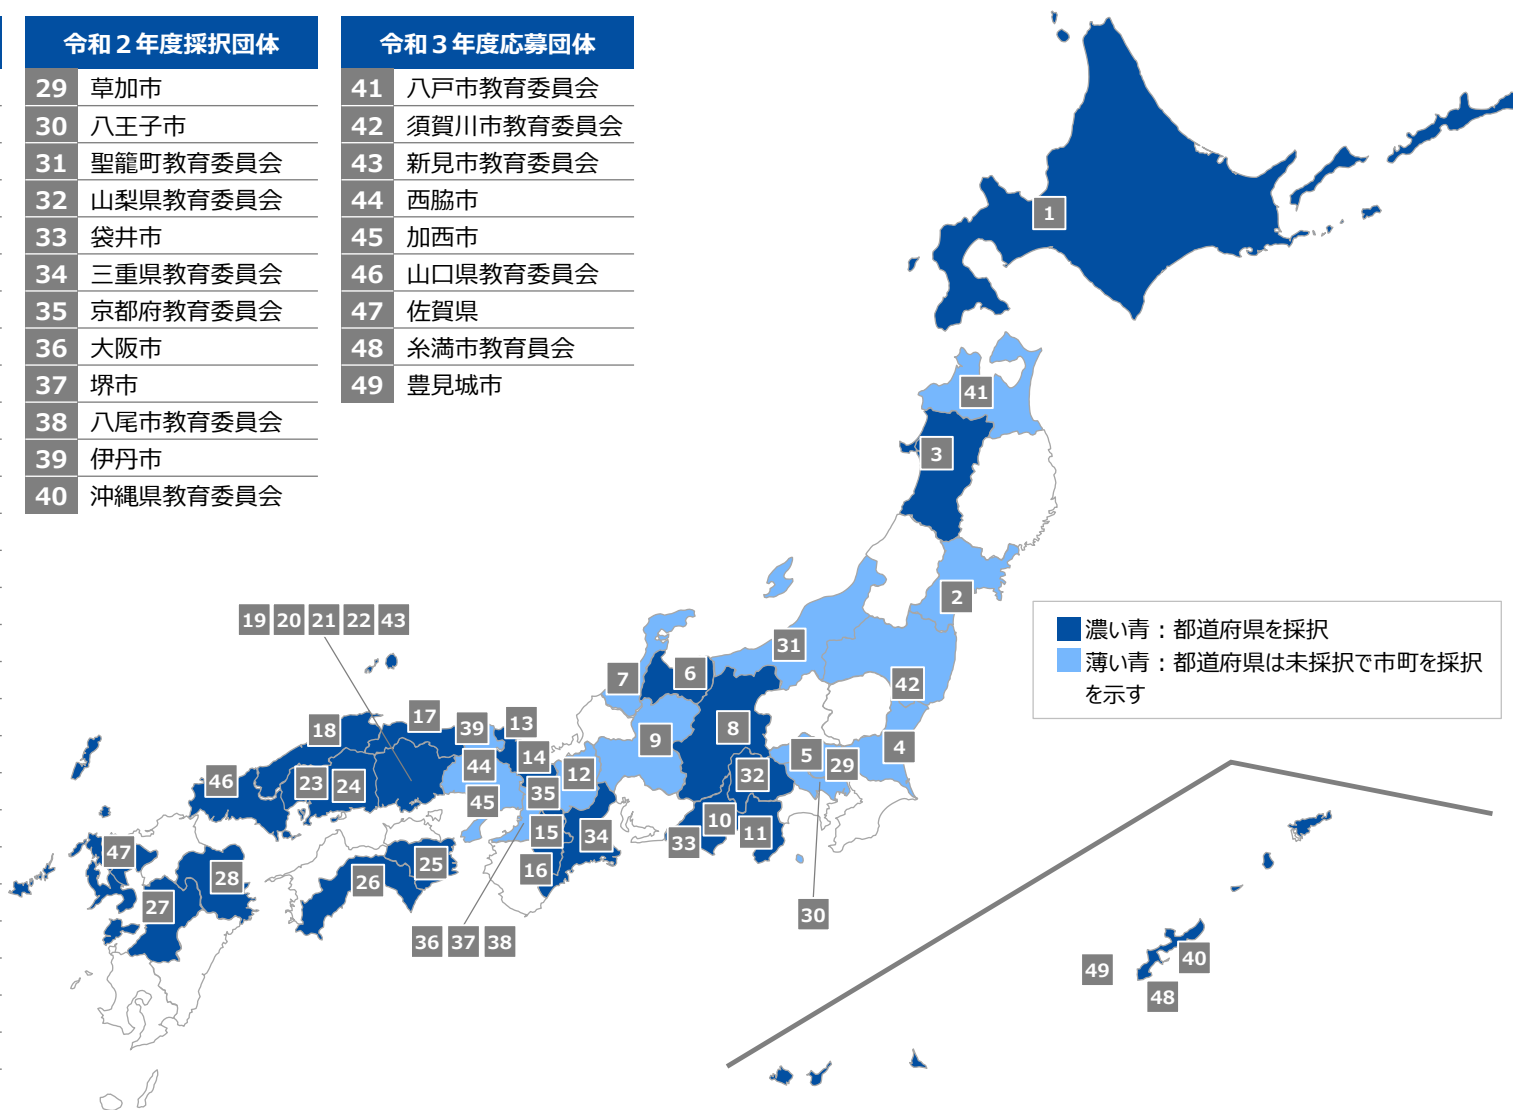 令和２年度採択団体
29 草加市
30 八王子市
31 聖籠町教育委員会
32 山梨県教育委員会
33 袋井市
34 三重県教育委員会
35 京都府教育委員会
36 大阪市
37 堺市
38 八尾市教育委員会
39 伊丹市
40 沖縄県教育委員会
令和３年度応募団体
41 八戸市教育委員会
42 須賀川市教育委員会
43 新見市教育委員会
44 西脇市
45 加西市
46 山口県教育委員会
47 佐賀県
48 糸満市教育員会
49 豊見城市
1
41
3
2
濃い青：都道府県を採択
薄い青：都道府県は未採択で市町を採択
を示す
19 20 21 22 43
31
7
6
42
18
17
39
13
8
9
4
5
29
14
44
12
32
46
23
24
35
45
10
11
15
34
33
47
25
16
28
26
27
30
36 37 38
49
40
48